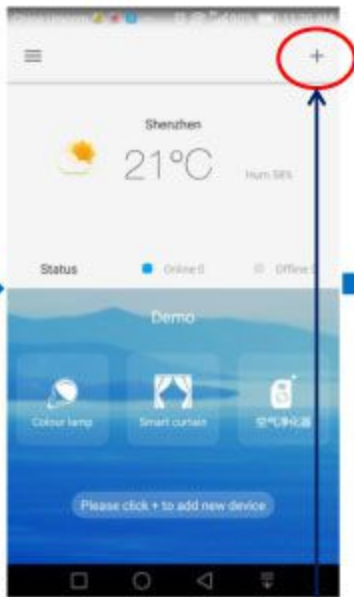 +
Shenzhen
21°C
Hum 58%
Status Online 0 Offline 0
Demo
Colour lamp Smart curtain 空气净化器
Please click + to add new device